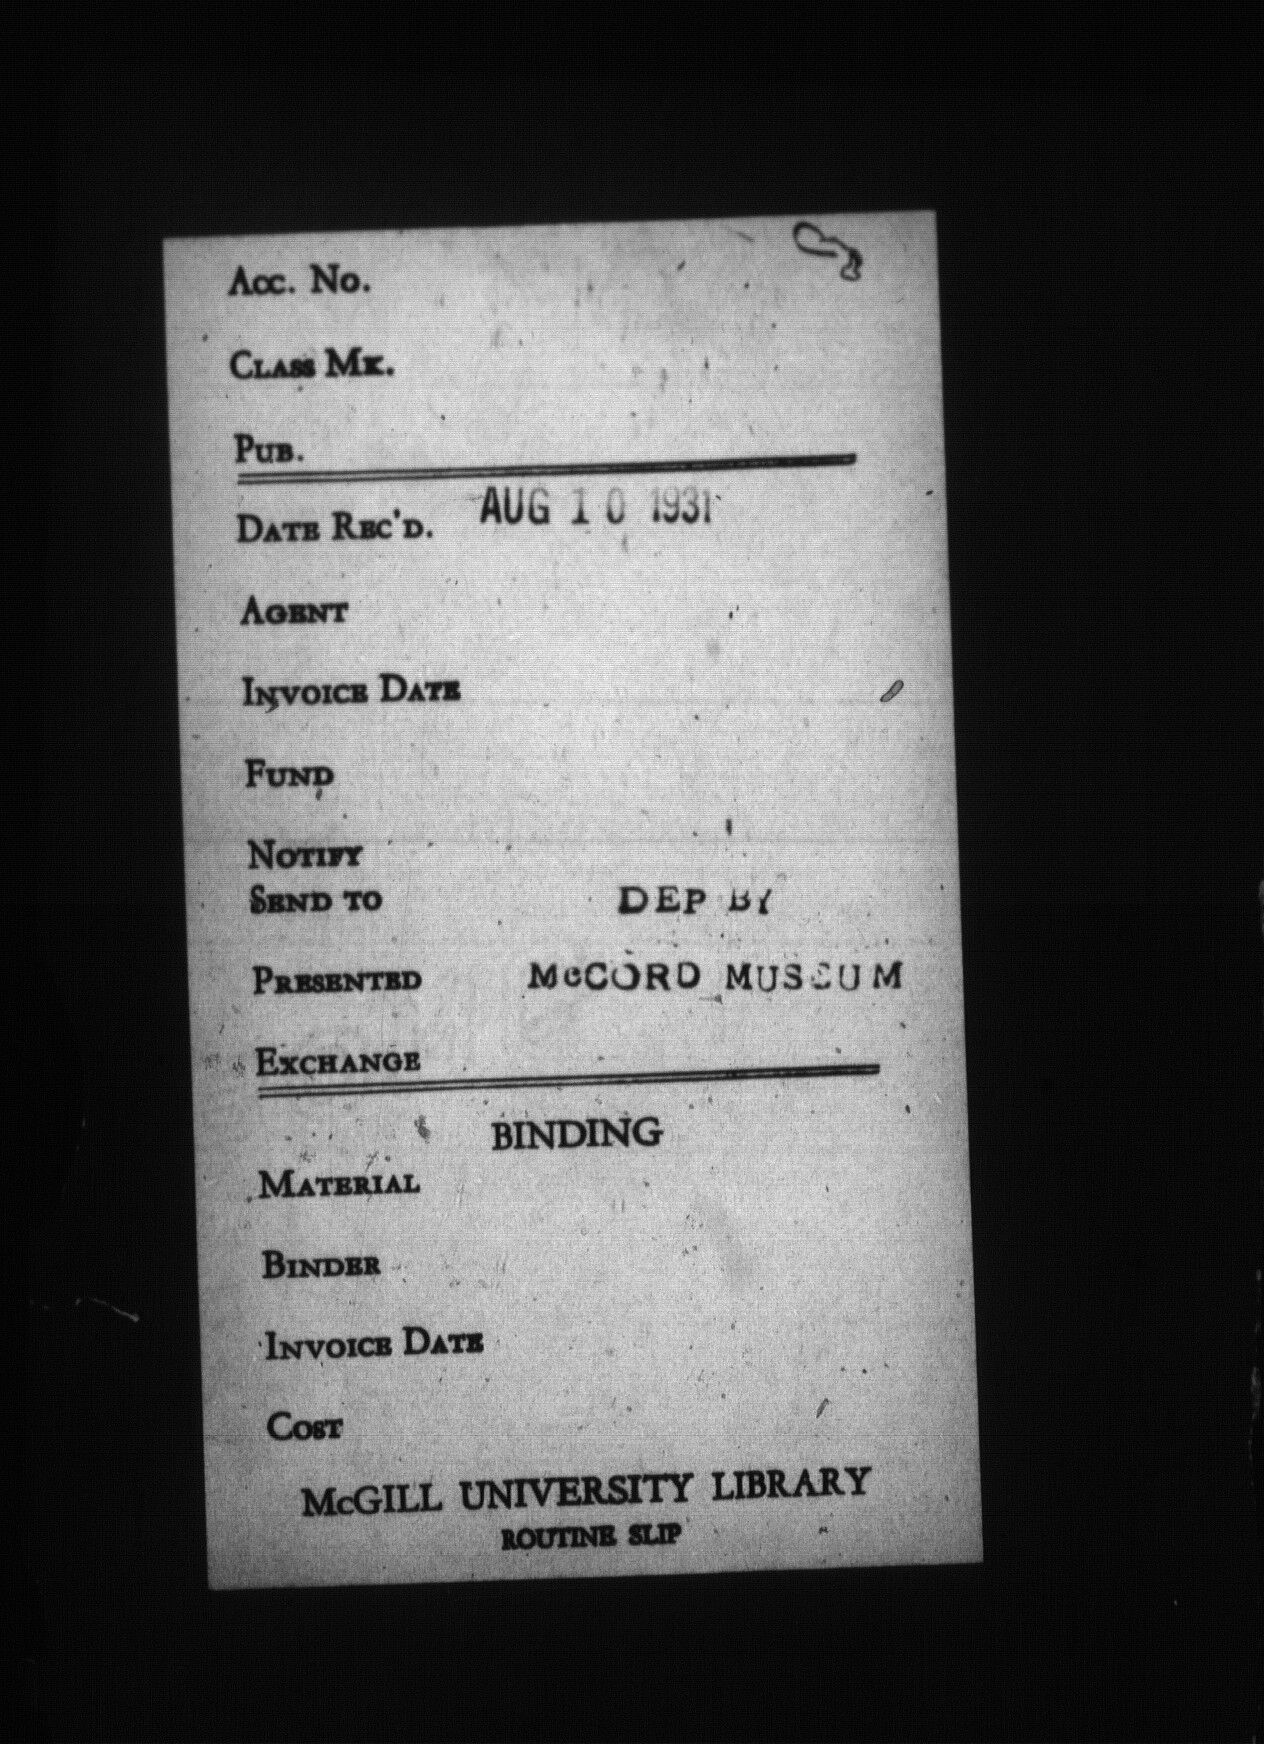 Acc. No.
Class Mk.
Pub.
Date Rec'd. AUG 10 1931
Agent
Invoice Date
Fund
Notify
Send to DEP BY
Presented McCORD MUSEUM
Exchange
BINDING
Material
Binder
Invoice Date
Cost
McGILL UNIVERSITY LIBRARY
ROUTINE SLIP